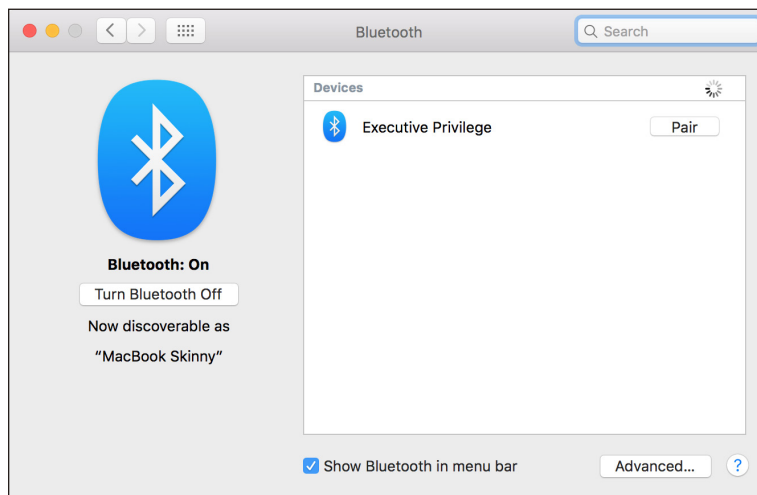 Bluetooth
Search
Bluetooth: On
Turn Bluetooth Off
Now discoverable as
“MacBook Skinny”
Devices
Executive Privilege
Pair
Show Bluetooth in menu bar
Advanced...
?